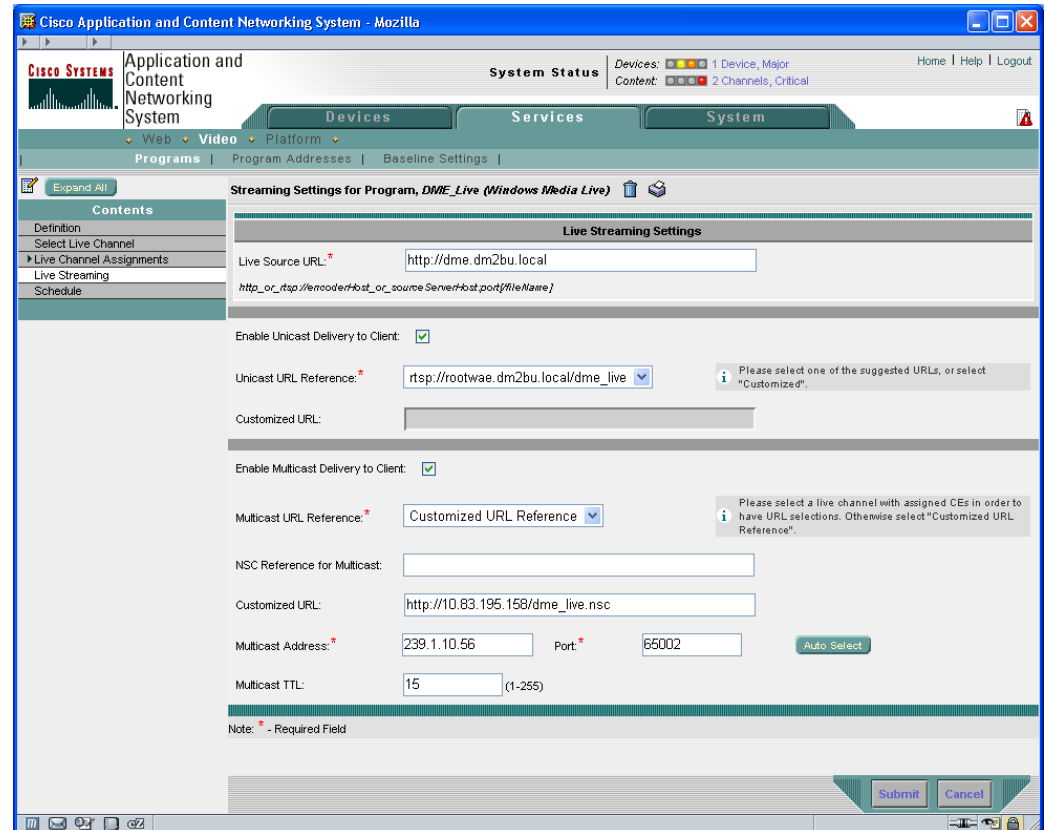 Cisco Application and Content Networking System - Mozilla
CISCO SYSTEMS
Application and
Content
Networking
System
System Status
Devices: 1 Device, Major
Content: 2 Channels, Critical
Home | Help | Logout
Devices
Services
System
Web Video Platform
Programs | Program Addresses | Baseline Settings |
Expand All
Contents
Definition
Select Live Channel
Live Channel Assignments
Live Streaming
Schedule
Streaming Settings for Program, DME_Live (Windows Media Live)
Live Streaming Settings
Live Source URL:* http://dme.dm2bu.local
http_or_rtsp://encoderHost_or_sourceServerHost:port[/fileName]
Enable Unicast Delivery to Client:
Unicast URL Reference:* rtsp://rootwae.dm2bu.local/dme_live
i Please select one of the suggested URLs, or select
"Customized".
Customized URL:
Enable Multicast Delivery to Client:
Multicast URL Reference:* Customized URL Reference
i Please select a live channel with assigned CEs in order to
have URL selections. Otherwise select "Customized URL
Reference".
NSC Reference for Multicast:
Customized URL: http://10.83.195.158/dme_live.nsc
Multicast Address:* 239.1.10.56 Port:* 65002 Auto Select
Multicast TTL: 15 (1-255)
Note: * - Required Field
Submit Cancel